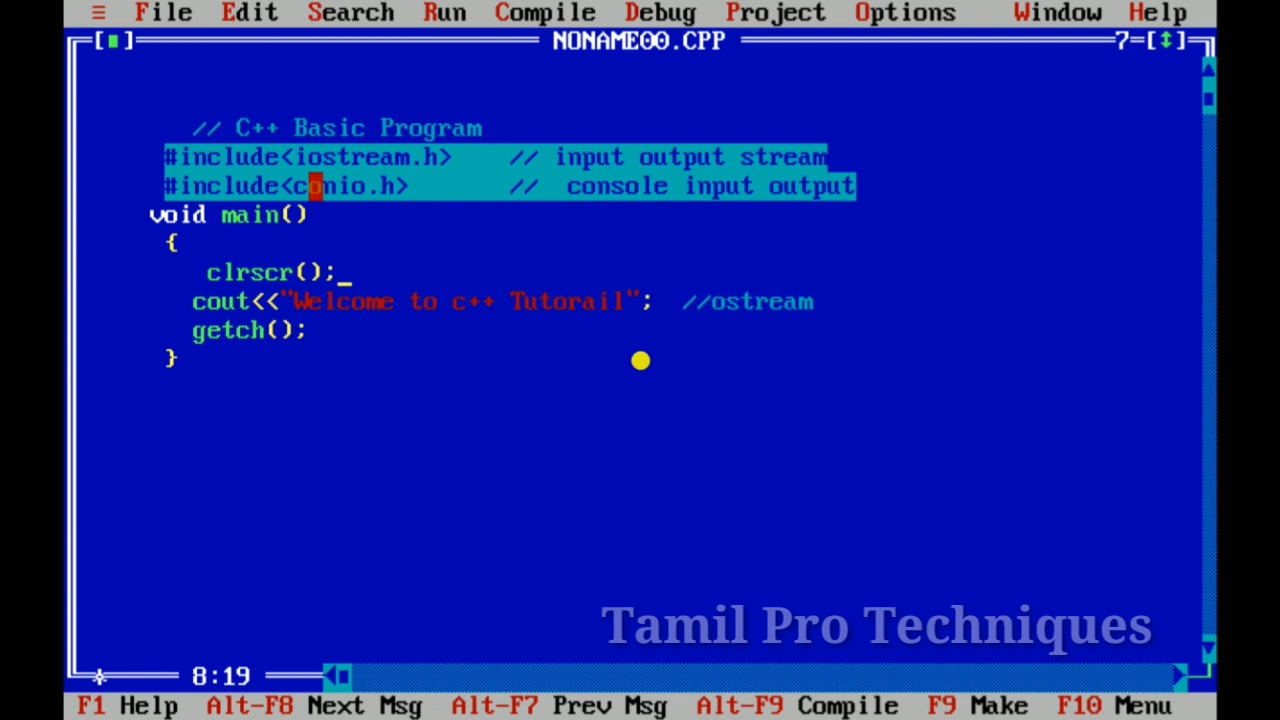 ≡ File Edit Search Run Compile Debug Project Options Window Help
[■] NONAME00.CPP 7=[↕]
// C++ Basic Program
#include<iostream.h> // input output stream
#include<conio.h> // console input output
void main()
{
clrscr();
cout<<"Welcome to c++ Tutorail"; //ostream
getch();
}
Tamil Pro Techniques
8:19
F1 Help Alt-F8 Next Msg Alt-F7 Prev Msg Alt-F9 Compile F9 Make F10 Menu